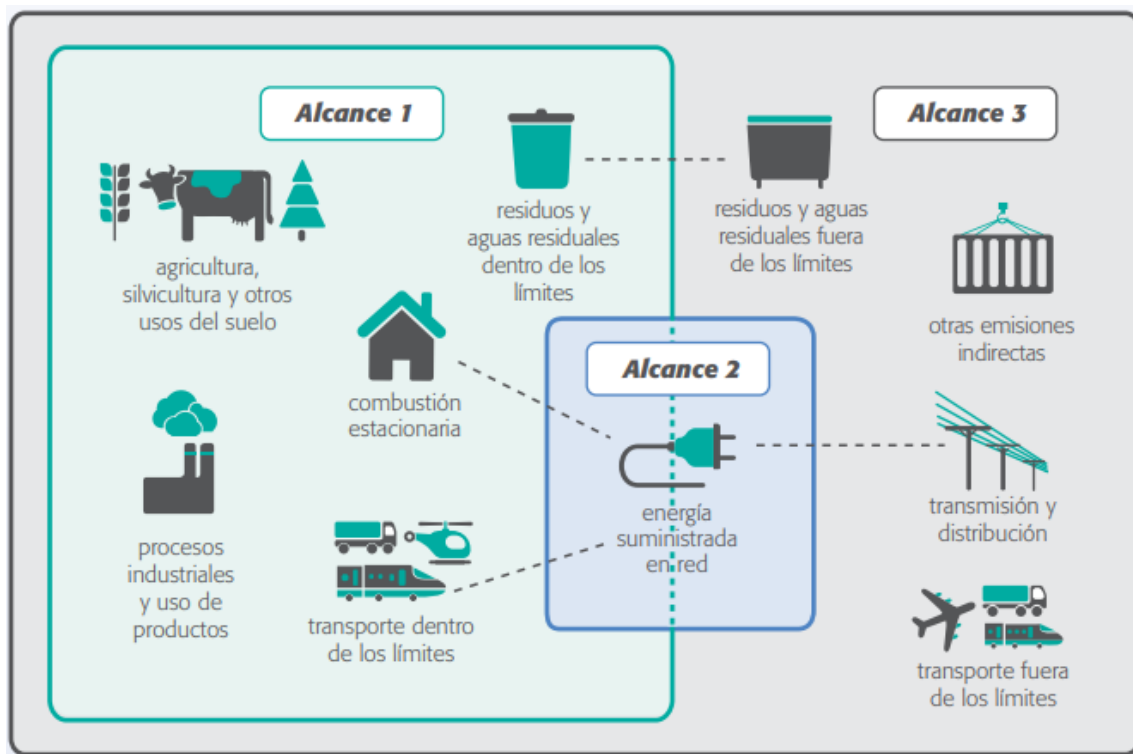 Alcance 1
Alcance 3
residuos y
aguas residuales
dentro de los
límites
residuos y aguas
residuales fuera
de los límites
agricultura,
silvicultura y otros
usos del suelo
otras emisiones
indirectas
Alcance 2
combustión
estacionaria
energía
suministrada
en red
transmisión y
distribución
procesos
industriales
y uso de
productos
transporte dentro
de los límites
transporte fuera
de los límites